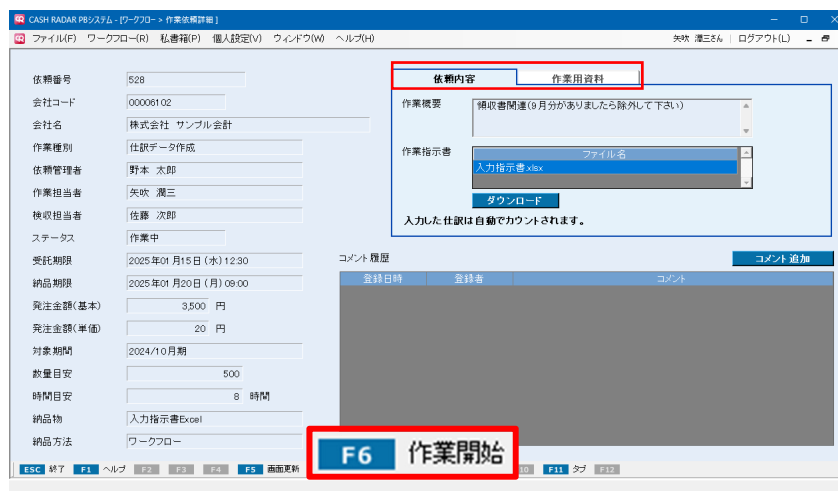 CASH RADAR PBシステム - [ワークフロー > 作業依頼詳細 ]
ファイル(F) ワークフロー(R) 私書箱(P) 個人設定(V) ウィンドウ(W) ヘルプ(H) 矢吹 潤三さん ログアウト(L)
依頼番号 528
会社コード 00006102
会社名 株式会社 サンプル会計
作業種別 仕訳データ作成
依頼管理者 野本 太郎
作業担当者 矢吹 潤三
検収担当者 佐藤 次郎
ステータス 作業中
受託期限 2025年01月15日(水)12:30
納品期限 2025年01月20日(月)09:00
発注金額(基本) 3,500 円
発注金額(単価) 20 円
対象期間 2024/10月期
数量目安 500
時間目安 8 時間
納品物 入力指示書Excel
納品方法 ワークフロー
依頼内容 作業用資料
作業概要 領収書関連(9月分がありましたら除外して下さい)
作業指示書 ファイル名
入力指示書.xlsx
ダウンロード
入力した仕訳は自動でカウントされます。
コメント履歴 コメント追加
登録日時 登録者 コメント
F6 作業開始
ESC 終了 F1 ヘルプ F2 F3 F4 F5 画面更新 10 F11 タブ F12